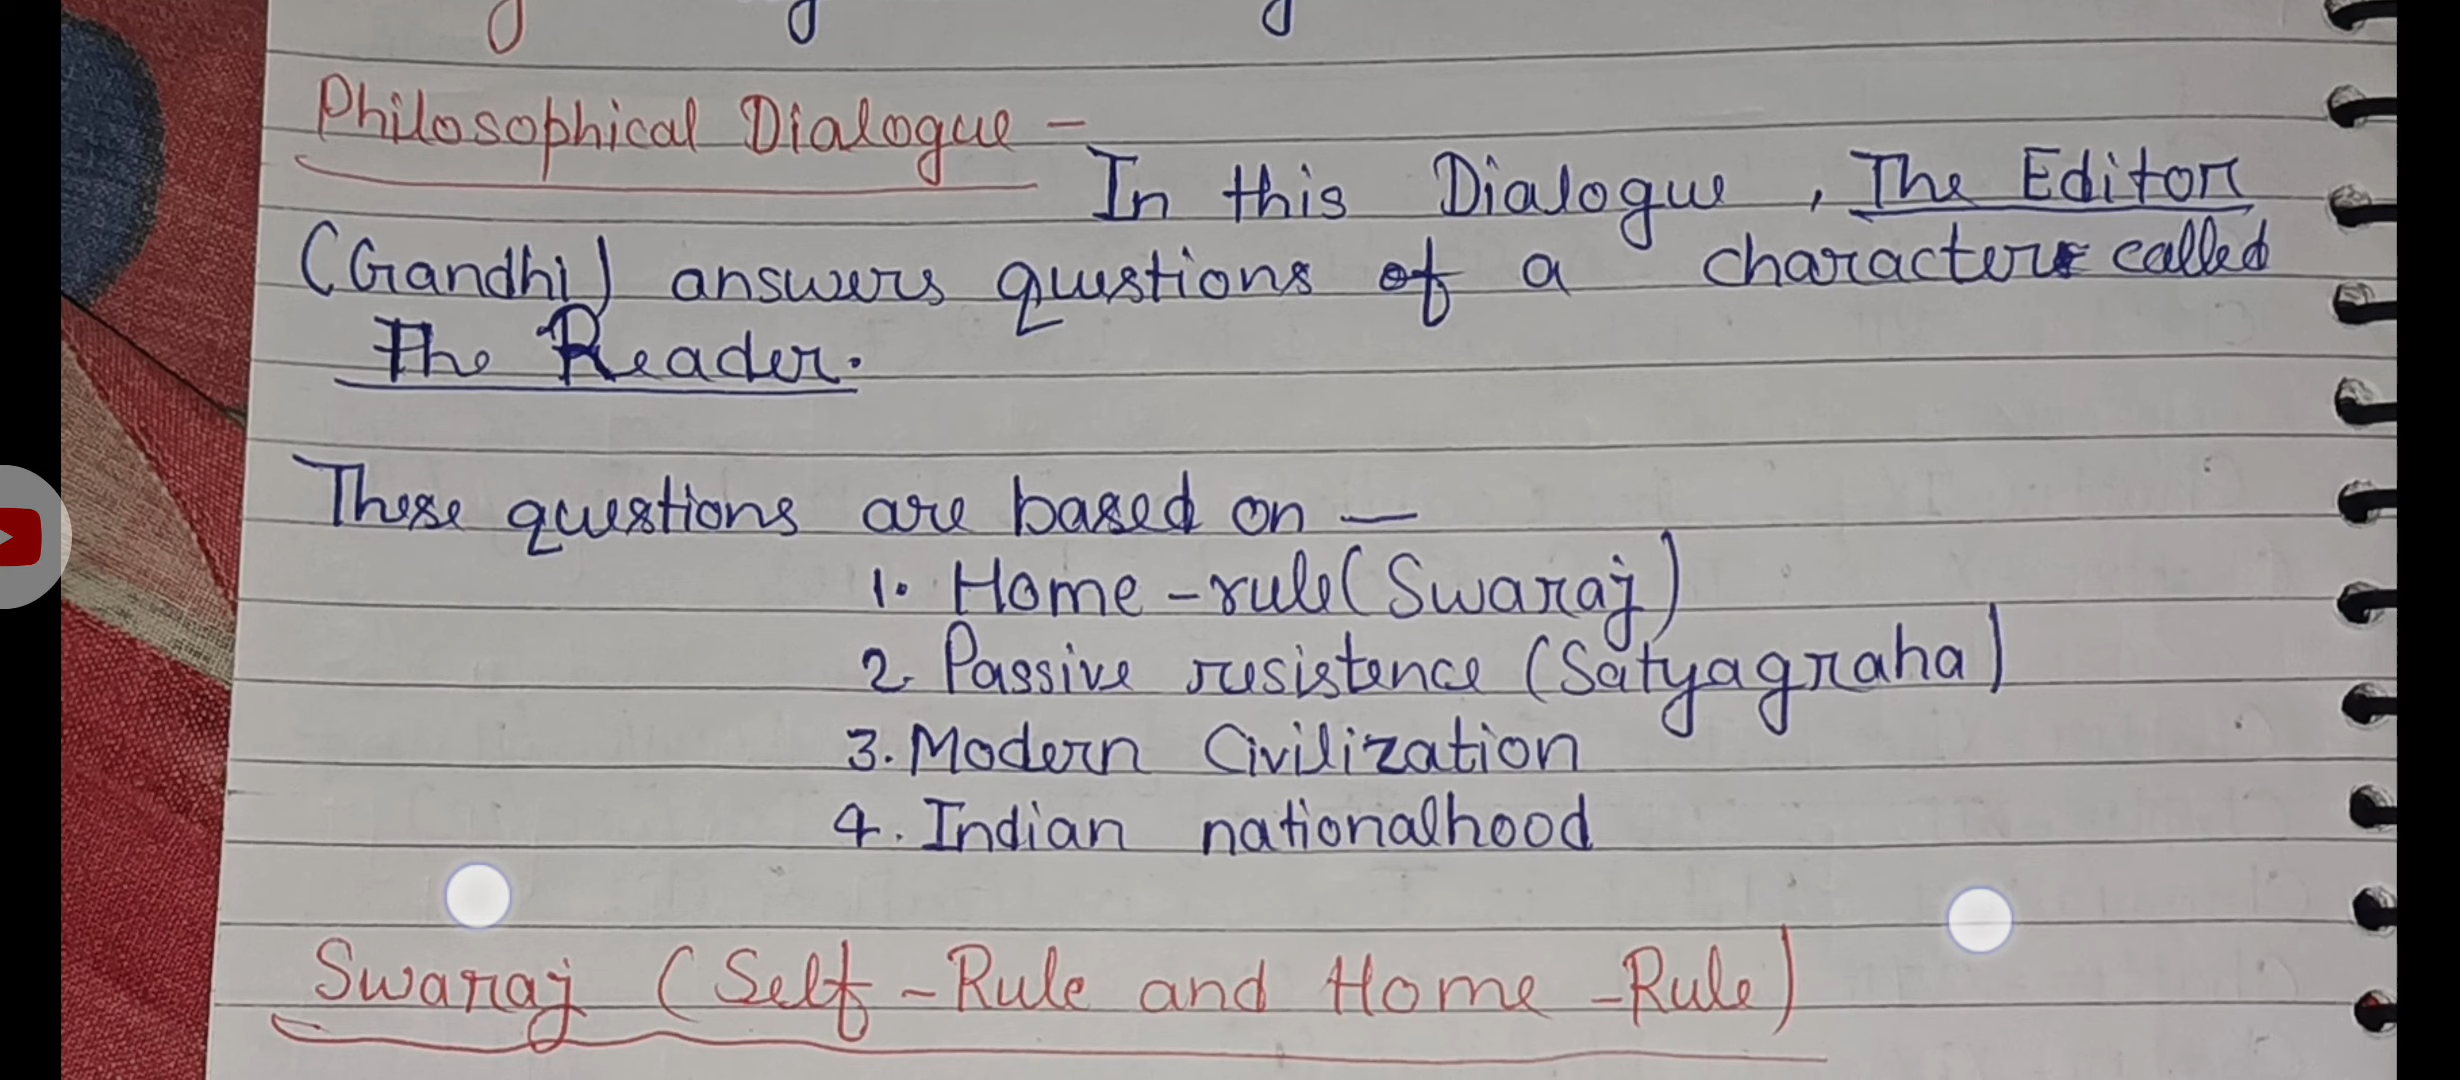 Philosophical Dialogue -
In this Dialogue , The Editor
(Gandhi) answers questions of a character called
The Reader.
These questions are based on —
1. Home -rule (Swaraj)
2. Passive resistence (Satyagraha)
3. Modern Civilization
4. Indian nationalhood
Swaraj (Self -Rule and Home -Rule)